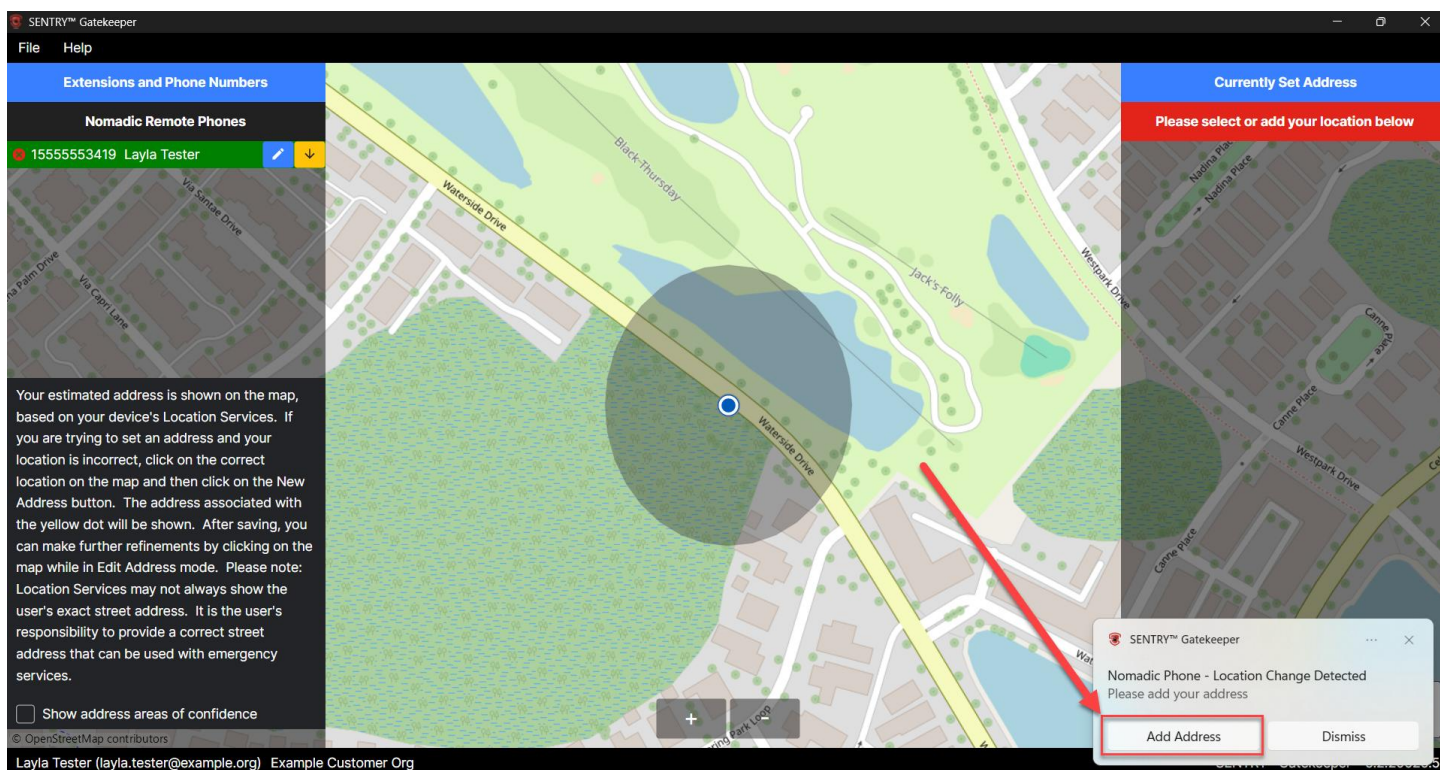 SENTRY™ Gatekeeper
File Help
Extensions and Phone Numbers
Nomadic Remote Phones
15555553419 Layla Tester
Via Santae Drive
Palm Drive
Via Capri Lane
Your estimated address is shown on the map,
based on your device's Location Services. If
you are trying to set an address and your
location is incorrect, click on the correct
location on the map and then click on the New
Address button. The address associated with
the yellow dot will be shown. After saving, you
can make further refinements by clicking on the
map while in Edit Address mode. Please note:
Location Services may not always show the
user's exact street address. It is the user's
responsibility to provide a correct street
address that can be used with emergency
services.
Show address areas of confidence
© OpenStreetMap contributors
Black-Thursday
Waterside Drive
Jack's Folly
Westpark Drive
Waterside Drive
Park Loop
+ -
Currently Set Address
Please select or add your location below
Nadina Place
Nadina Place
Canne Place
Canne Place
Westpark Drive
Canne Place
SENTRY™ Gatekeeper
Nomadic Phone - Location Change Detected
Please add your address
Add Address Dismiss
Layla Tester (layla.tester@example.org) Example Customer Org